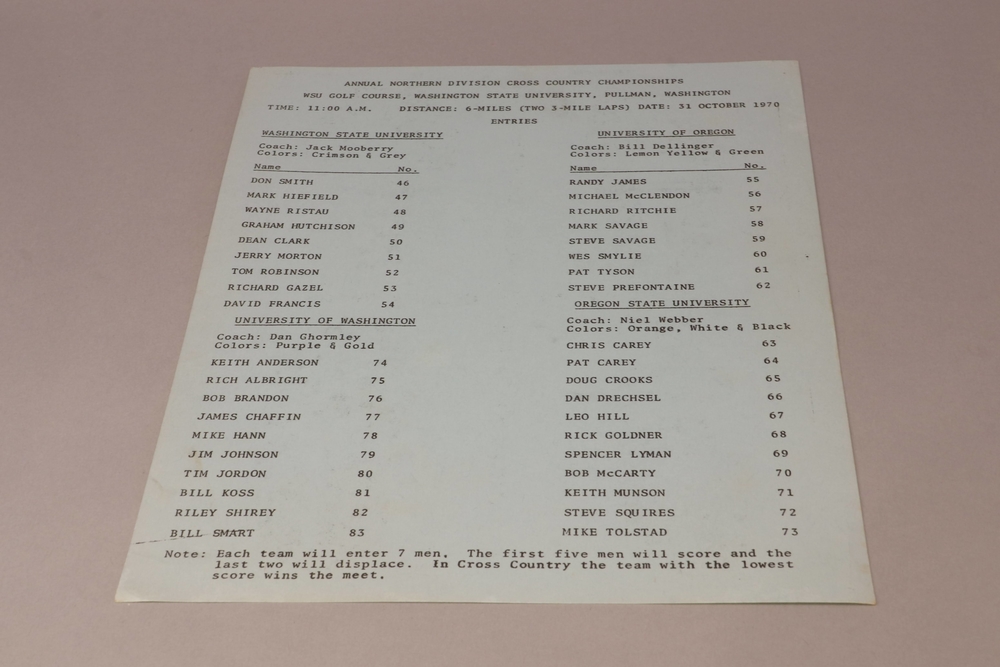 ANNUAL NORTHERN DIVISION CROSS COUNTRY CHAMPIONSHIPS
WSU GOLF COURSE, WASHINGTON STATE UNIVERSITY, PULLMAN, WASHINGTON
TIME: 11:00 A.M. DISTANCE: 6-MILES (TWO 3-MILE LAPS) DATE: 31 OCTOBER 1970
ENTRIES
WASHINGTON STATE UNIVERSITY
Coach: Jack Mooberry
Colors: Crimson & Grey
Name No.
DON SMITH 46
MARK HIEFIELD 47
WAYNE RISTAU 48
GRAHAM HUTCHISON 49
DEAN CLARK 50
JERRY MORTON 51
TOM ROBINSON 52
RICHARD GAZEL 53
DAVID FRANCIS 54
UNIVERSITY OF WASHINGTON
Coach: Dan Ghormley
Colors: Purple & Gold
KEITH ANDERSON 74
RICH ALBRIGHT 75
BOB BRANDON 76
JAMES CHAFFIN 77
MIKE HANN 78
JIM JOHNSON 79
TIM JORDON 80
BILL KOSS 81
RILEY SHIREY 82
BILL SMART 83
UNIVERSITY OF OREGON
Coach: Bill Dellinger
Colors: Lemon Yellow & Green
Name No.
RANDY JAMES 55
MICHAEL McCLENDON 56
RICHARD RITCHIE 57
MARK SAVAGE 58
STEVE SAVAGE 59
WES SMYLIE 60
PAT TYSON 61
STEVE PREFONTAINE 62
OREGON STATE UNIVERSITY
Coach: Niel Webber
Colors: Orange, White & Black
CHRIS CAREY 63
PAT CAREY 64
DOUG CROOKS 65
DAN DRECHSEL 66
LEO HILL 67
RICK GOLDNER 68
SPENCER LYMAN 69
BOB McCARTY 70
KEITH MUNSON 71
STEVE SQUIRES 72
MIKE TOLSTAD 73
Note: Each team will enter 7 men. The first five men will score and the
last two will displace. In Cross Country the team with the lowest
score wins the meet.